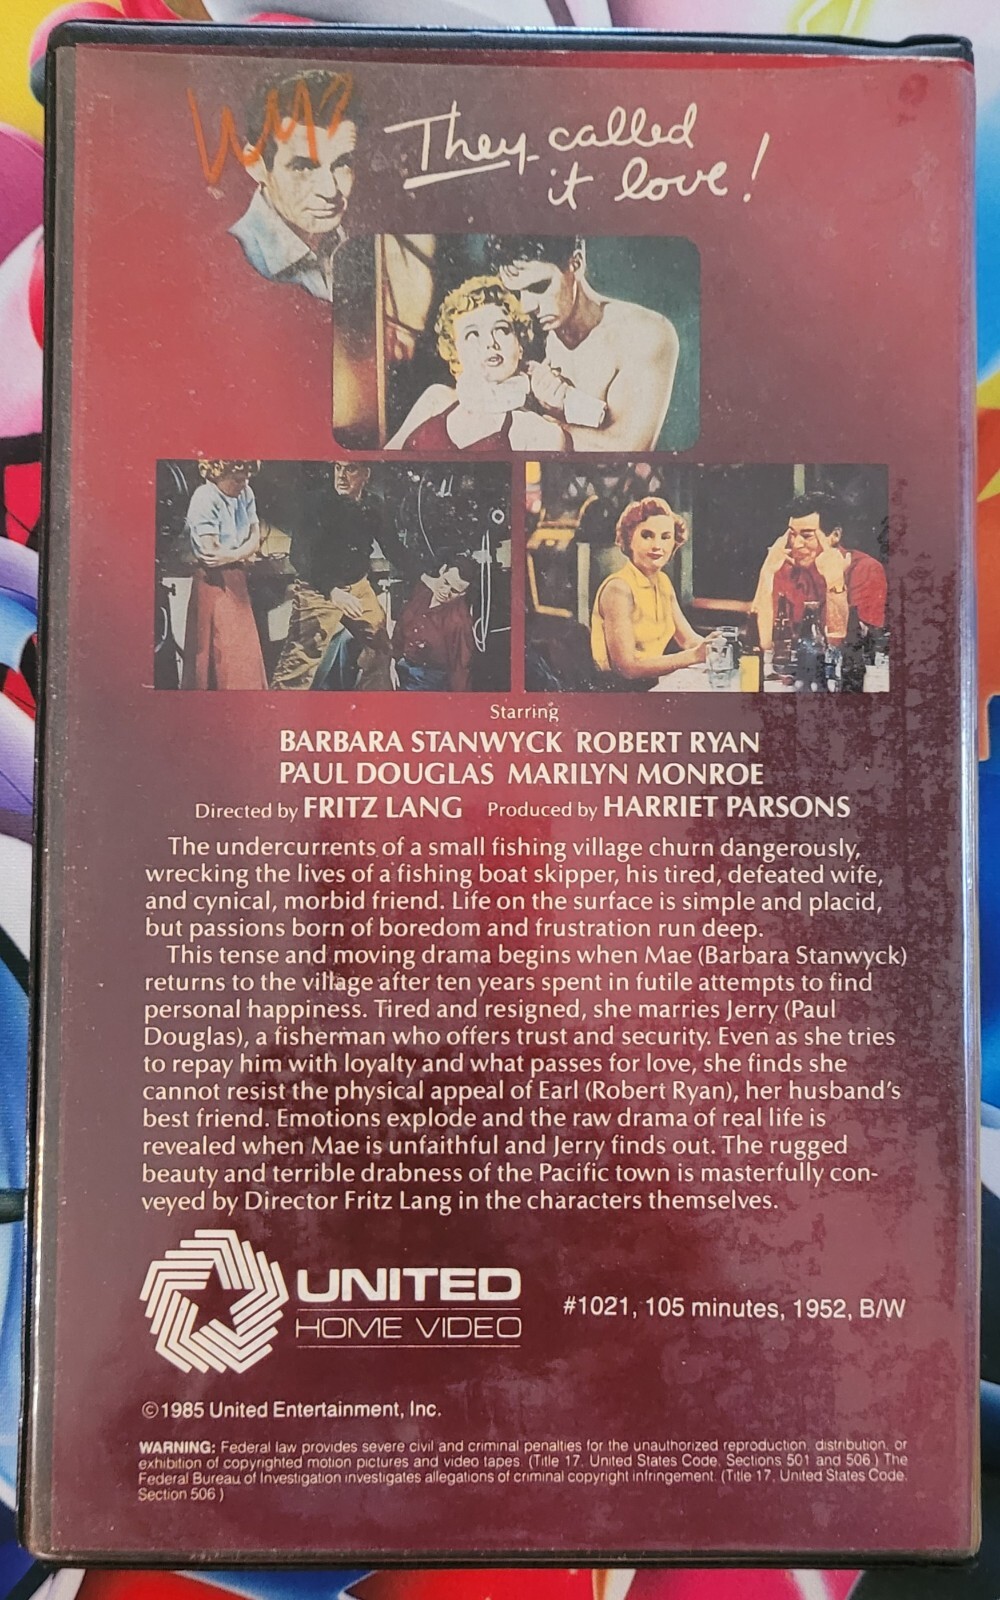 They called
it love!
Starring
BARBARA STANWYCK ROBERT RYAN
PAUL DOUGLAS MARILYN MONROE
Directed by FRITZ LANG Produced by HARRIET PARSONS
The undercurrents of a small fishing village churn dangerously,
wrecking the lives of a fishing boat skipper, his tired, defeated wife,
and cynical, morbid friend. Life on the surface is simple and placid,
but passions born of boredom and frustration run deep.
This tense and moving drama begins when Mae (Barbara Stanwyck)
returns to the village after ten years spent in futile attempts to find
personal happiness. Tired and resigned, she marries Jerry (Paul
Douglas), a fisherman who offers trust and security. Even as she tries
to repay him with loyalty and what passes for love, she finds she
cannot resist the physical appeal of Earl (Robert Ryan), her husband's
best friend. Emotions explode and the raw drama of real life is
revealed when Mae is unfaithful and Jerry finds out. The rugged
beauty and terrible drabness of the Pacific town is masterfully con-
veyed by Director Fritz Lang in the characters themselves.
UNITED
HOME VIDEO
#1021, 105 minutes, 1952, B/W
©1985 United Entertainment, Inc.
WARNING: Federal law provides severe civil and criminal penalties for the unauthorized reproduction, distribution, or
exhibition of copyrighted motion pictures and video tapes. (Title 17, United States Code, Sections 501 and 506.) The
Federal Bureau of Investigation investigates allegations of criminal copyright infringement. (Title 17, United States Code,
Section 506.)